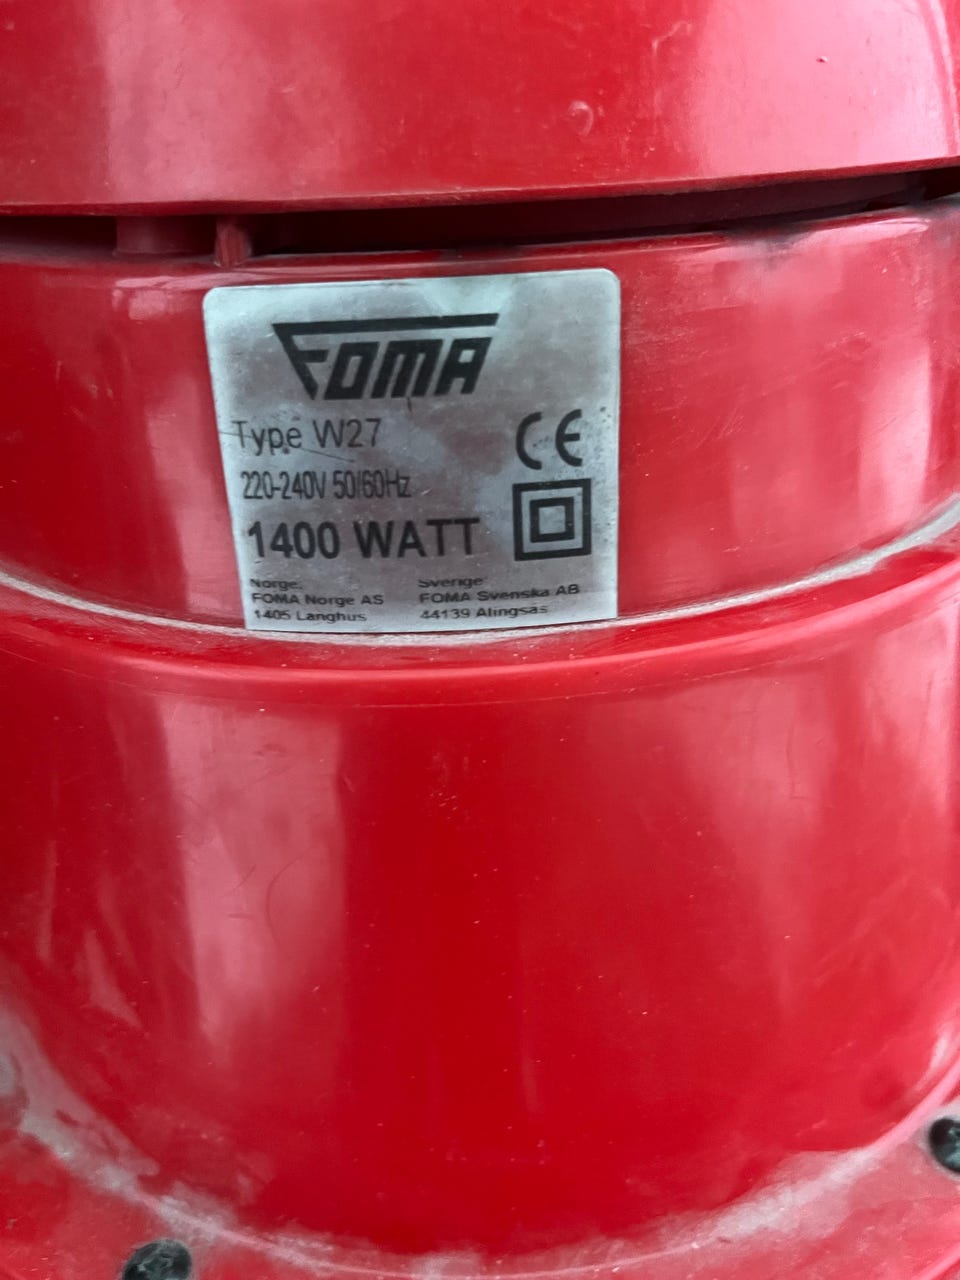 FOMA
Type W27
CE
220-240V 50/60Hz
1400 WATT
Norge:
FOMA Norge AS
1405 Langhus
Sverige
FOMA Svenska AB
44139 Alingsås